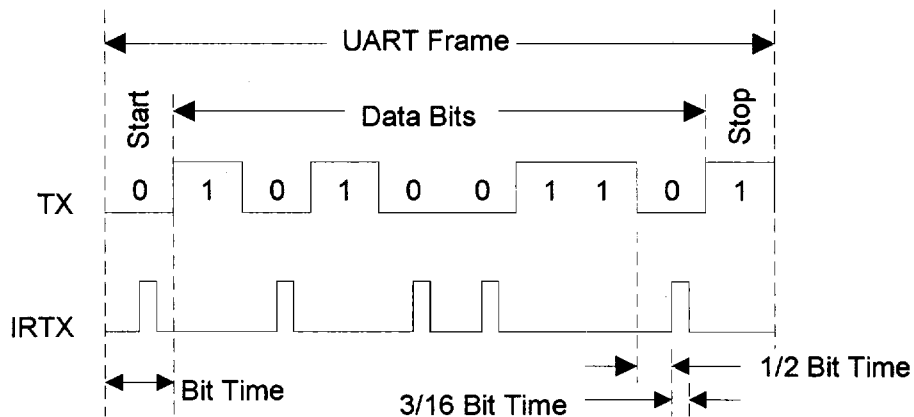 UART Frame
Start
Data Bits
Stop
TX
0 1 0 1 0 0 1 1 0 1
IRTX
Bit Time
1/2 Bit Time
3/16 Bit Time